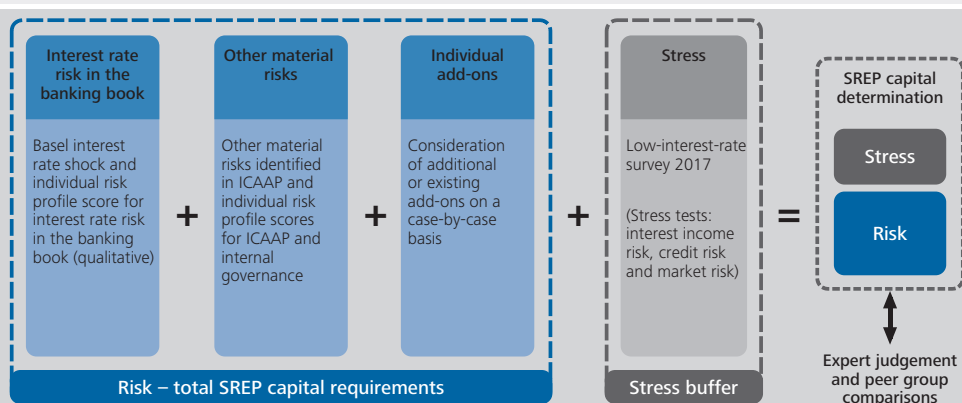 Interest rate
risk in the
banking book
Basel interest
rate shock and
individual risk
profile score for
interest rate risk
in the banking
book (qualitative)
+
Other material
risks
Other material
risks identified
in ICAAP and
individual risk
profile scores
for ICAAP and
internal
governance
+
Individual
add-ons
Consideration
of additional
or existing
add-ons on a
case-by-case
basis
Risk – total SREP capital requirements
+
Stress
Low-interest-rate
survey 2017
(Stress tests:
interest income
risk, credit risk
and market risk)
Stress buffer
=
SREP capital
determination
Stress
Risk
Expert judgement
and peer group
comparisons